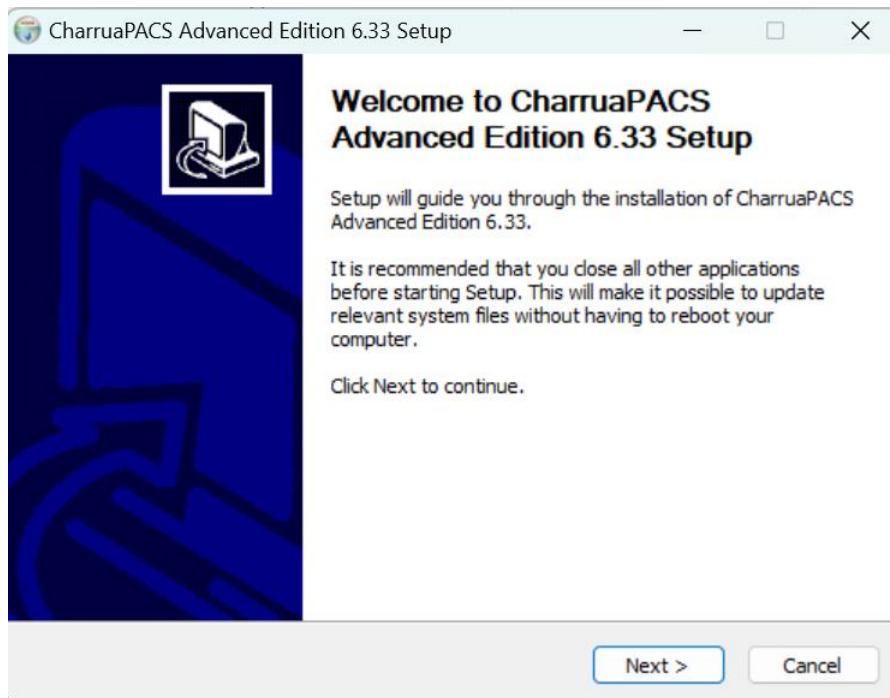 CharruaPACS Advanced Edition 6.33 Setup
Welcome to CharruaPACS
Advanced Edition 6.33 Setup
Setup will guide you through the installation of CharruaPACS
Advanced Edition 6.33.
It is recommended that you close all other applications
before starting Setup. This will make it possible to update
relevant system files without having to reboot your
computer.
Click Next to continue.
Next >
Cancel